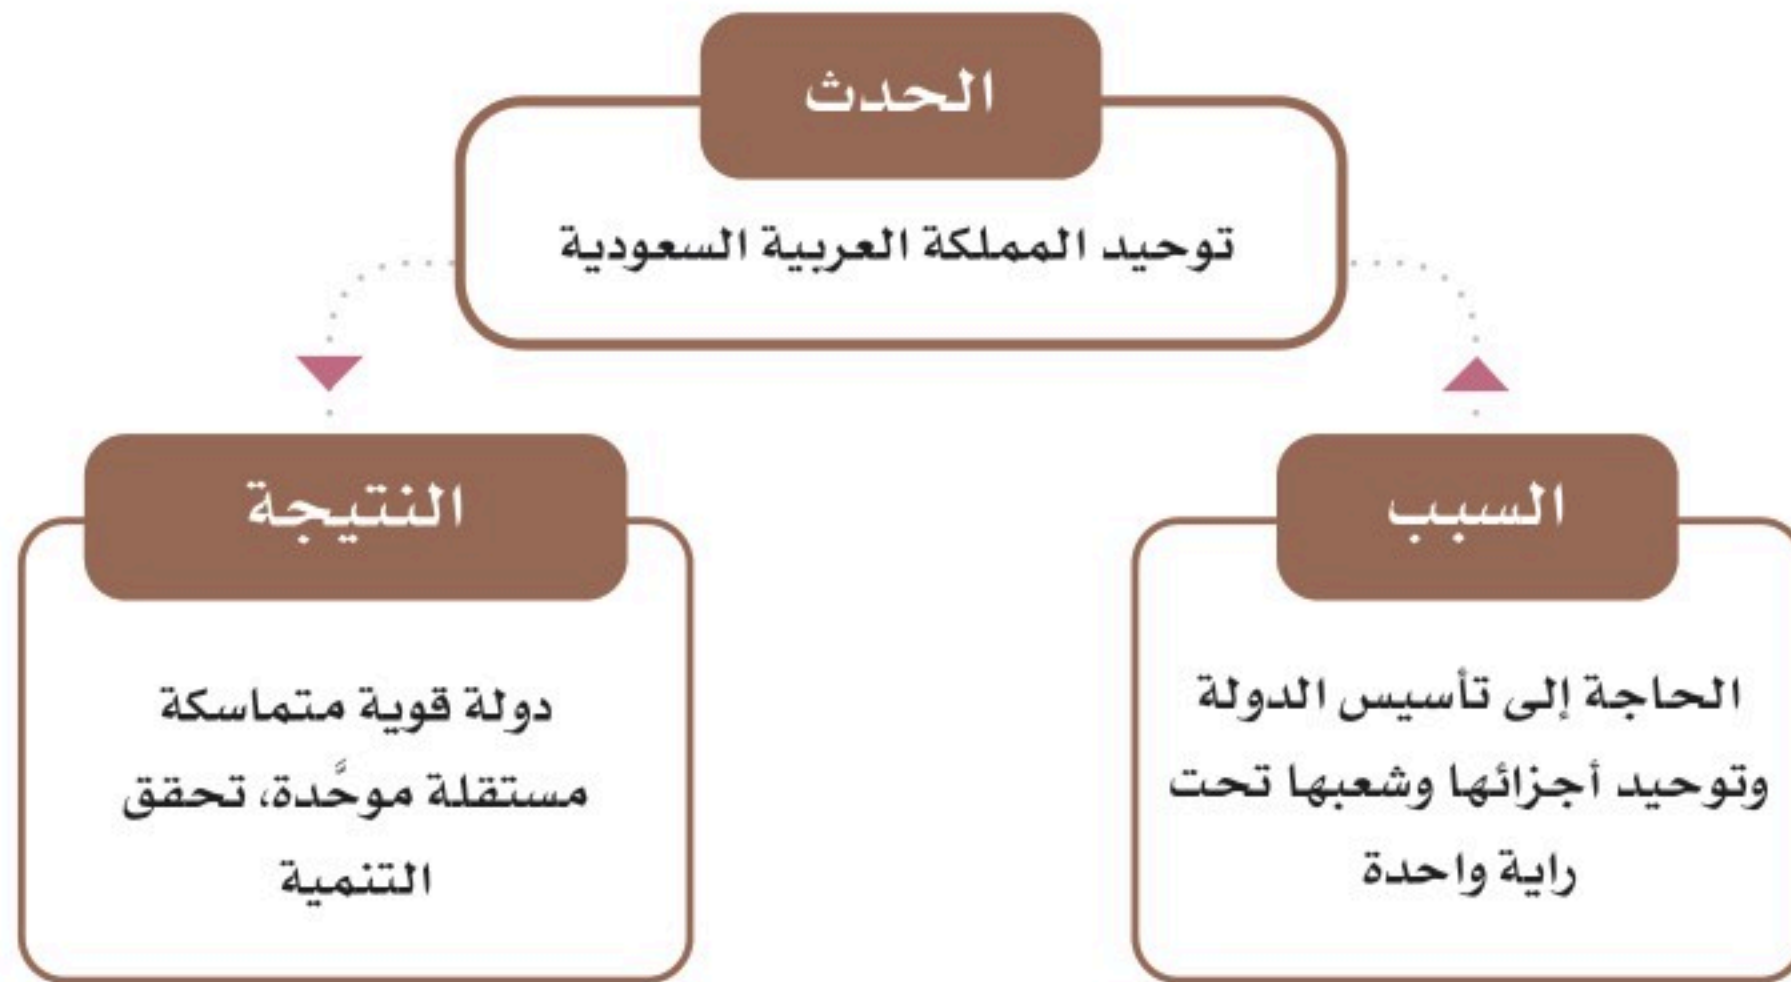 الحدث
توحيد المملكة العربية السعودية
السبب
الحاجة إلى تأسيس الدولة
وتوحيد أجزائها وشعبها تحت
راية واحدة
النتيجة
دولة قوية متماسكة
مستقلة موحَّدة، تحقق
التنمية